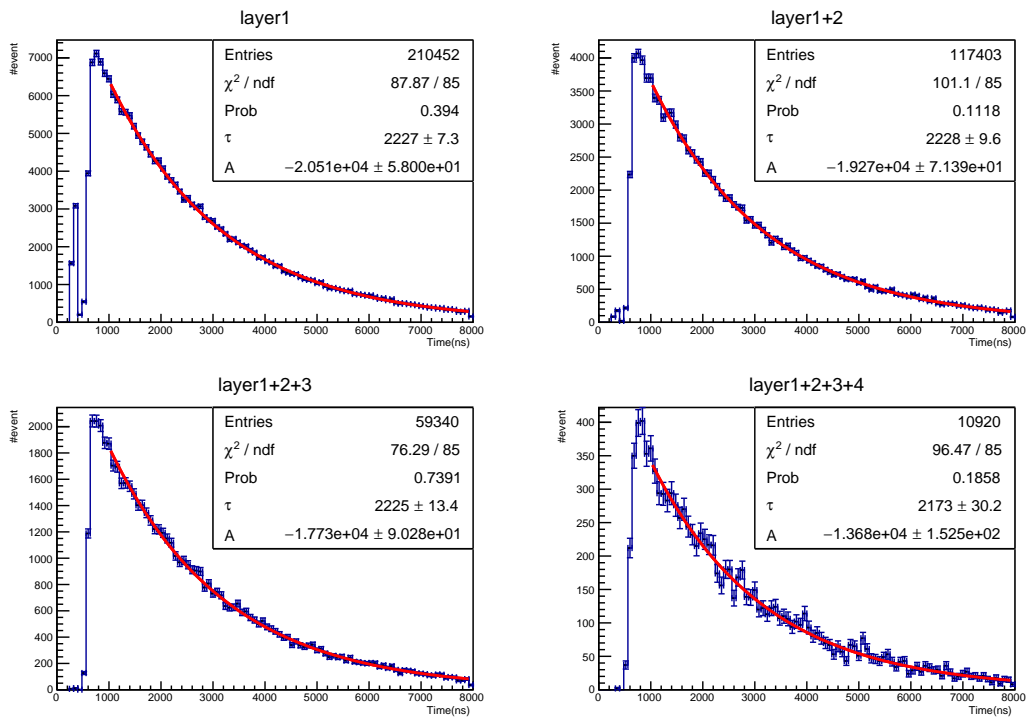 layer1
#event
7000
6000
5000
4000
3000
2000
1000
0
0 1000 2000 3000 4000 5000 6000 7000 8000
Time(ns)
Entries 210452
χ² / ndf 87.87 / 85
Prob 0.394
τ 2227 ± 7.3
A −2.051e+04 ± 5.800e+01
layer1+2
#event
4000
3500
3000
2500
2000
1500
1000
500
0
0 1000 2000 3000 4000 5000 6000 7000 8000
Time(ns)
Entries 117403
χ² / ndf 101.1 / 85
Prob 0.1118
τ 2228 ± 9.6
A −1.927e+04 ± 7.139e+01
layer1+2+3
#event
2000
1800
1600
1400
1200
1000
800
600
400
200
0
0 1000 2000 3000 4000 5000 6000 7000 8000
Time(ns)
Entries 59340
χ² / ndf 76.29 / 85
Prob 0.7391
τ 2225 ± 13.4
A −1.773e+04 ± 9.028e+01
layer1+2+3+4
#event
400
350
300
250
200
150
100
50
0
0 1000 2000 3000 4000 5000 6000 7000 8000
Time(ns)
Entries 10920
χ² / ndf 96.47 / 85
Prob 0.1858
τ 2173 ± 30.2
A −1.368e+04 ± 1.525e+02